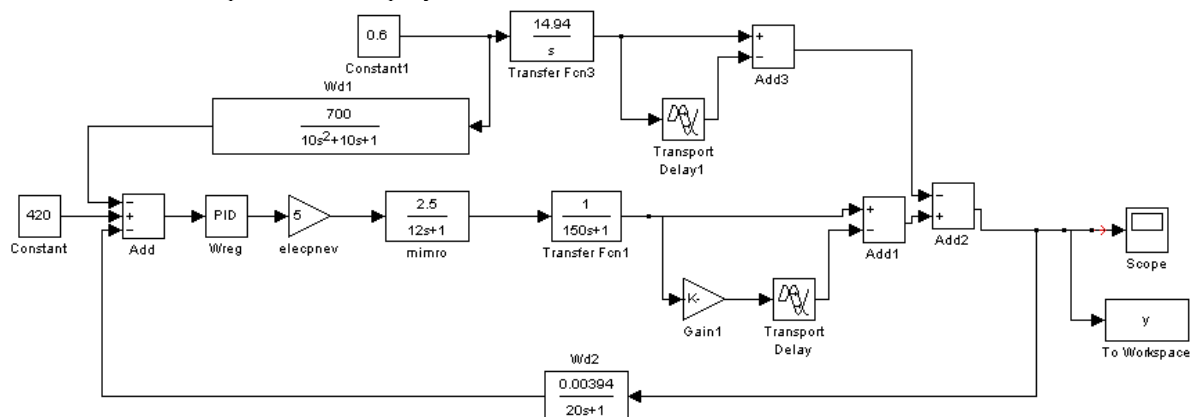 0.6
Constant1
14.94
s
Transfer Fcn3
+
−
Add3
Wd1
700
10s2+10s+1
Transport
Delay1
420
Constant
−
+
−
Add
PID
Wreg
5
elecpnev
2.5
12s+1
mimro
1
150s+1
Transfer Fcn1
+
−
Add1
−
+
Add2
Scope
K-
Gain1
Transport
Delay
y
To Workspace
Wd2
0.00394
20s+1